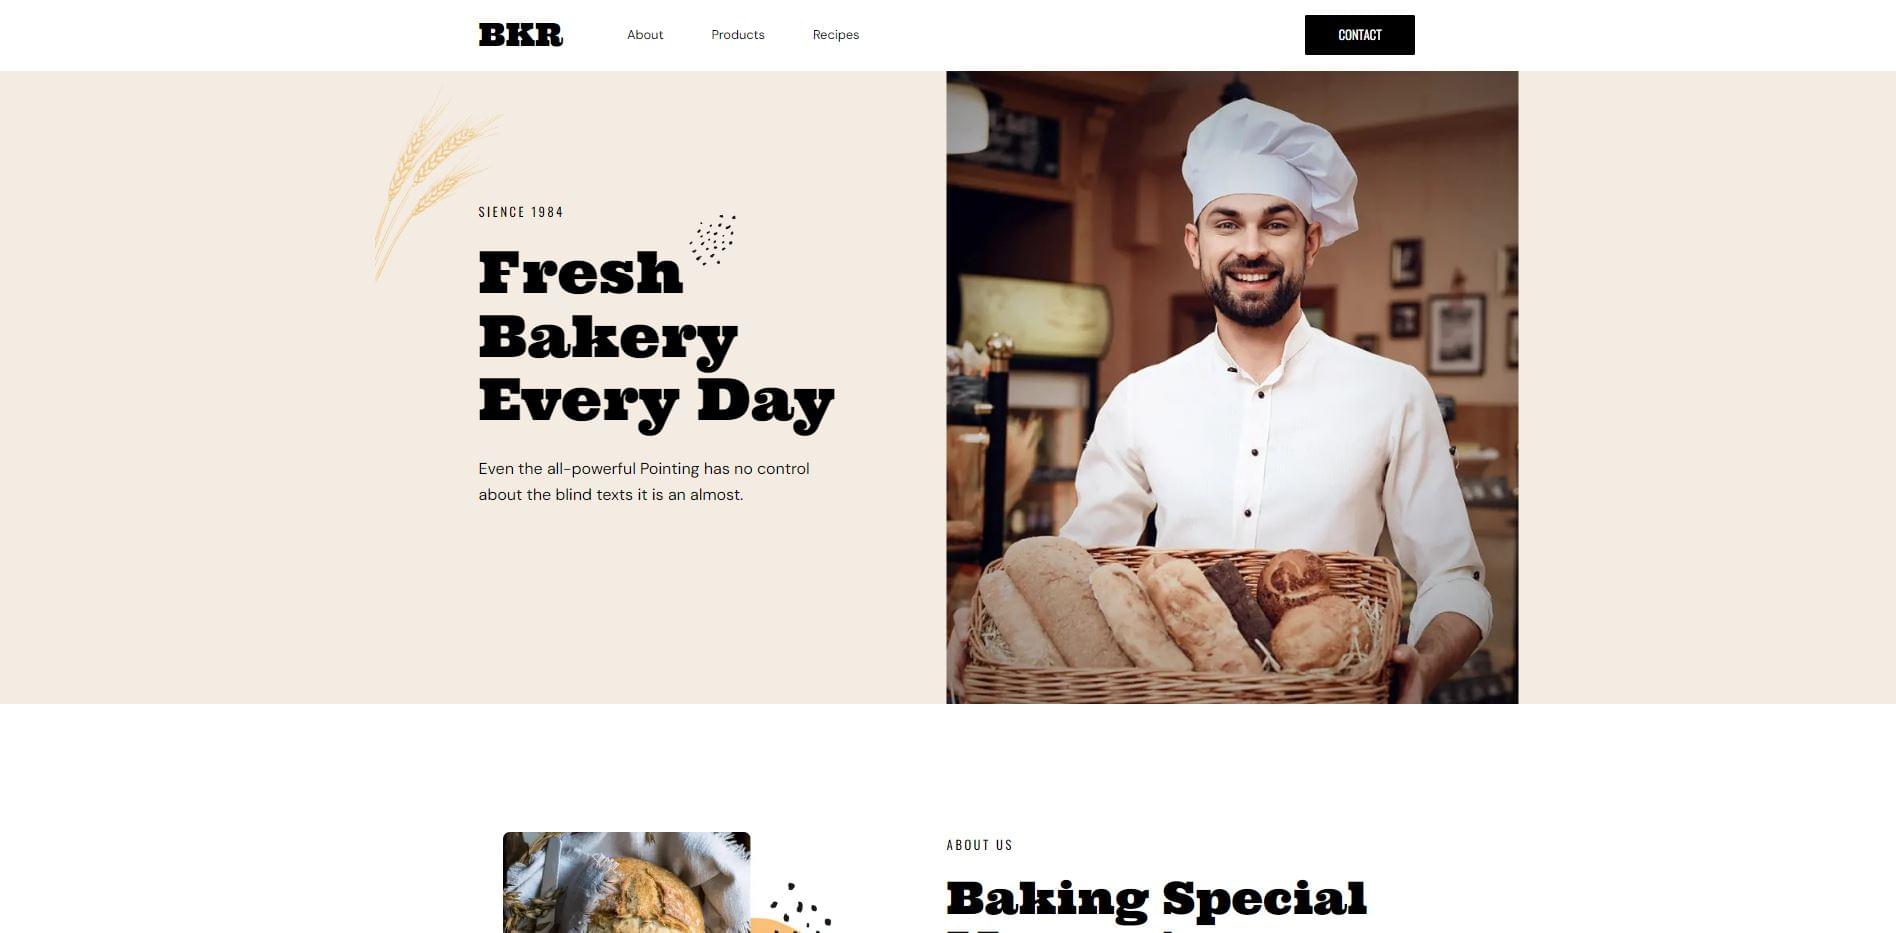 BKR
About
Products
Recipes
CONTACT
SIENCE 1984
Fresh
Bakery
Every Day
Even the all-powerful Pointing has no control
about the blind texts it is an almost.
ABOUT US
Baking Special